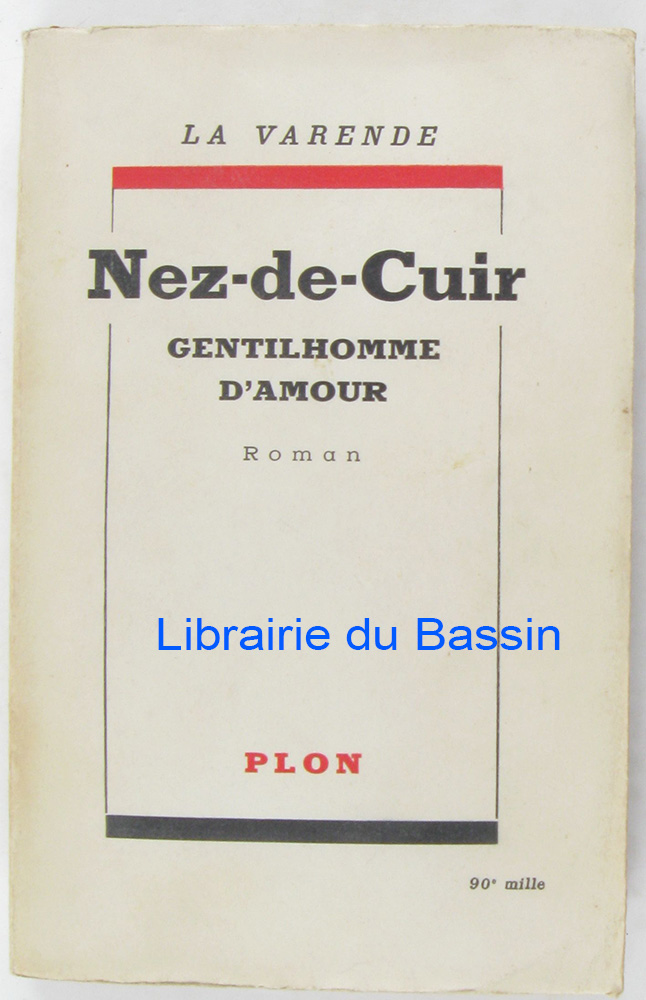 LA VARENDE
Nez-de-Cuir
GENTILHOMME
D'AMOUR
Roman
Librairie du Bassin
PLON
90e mille